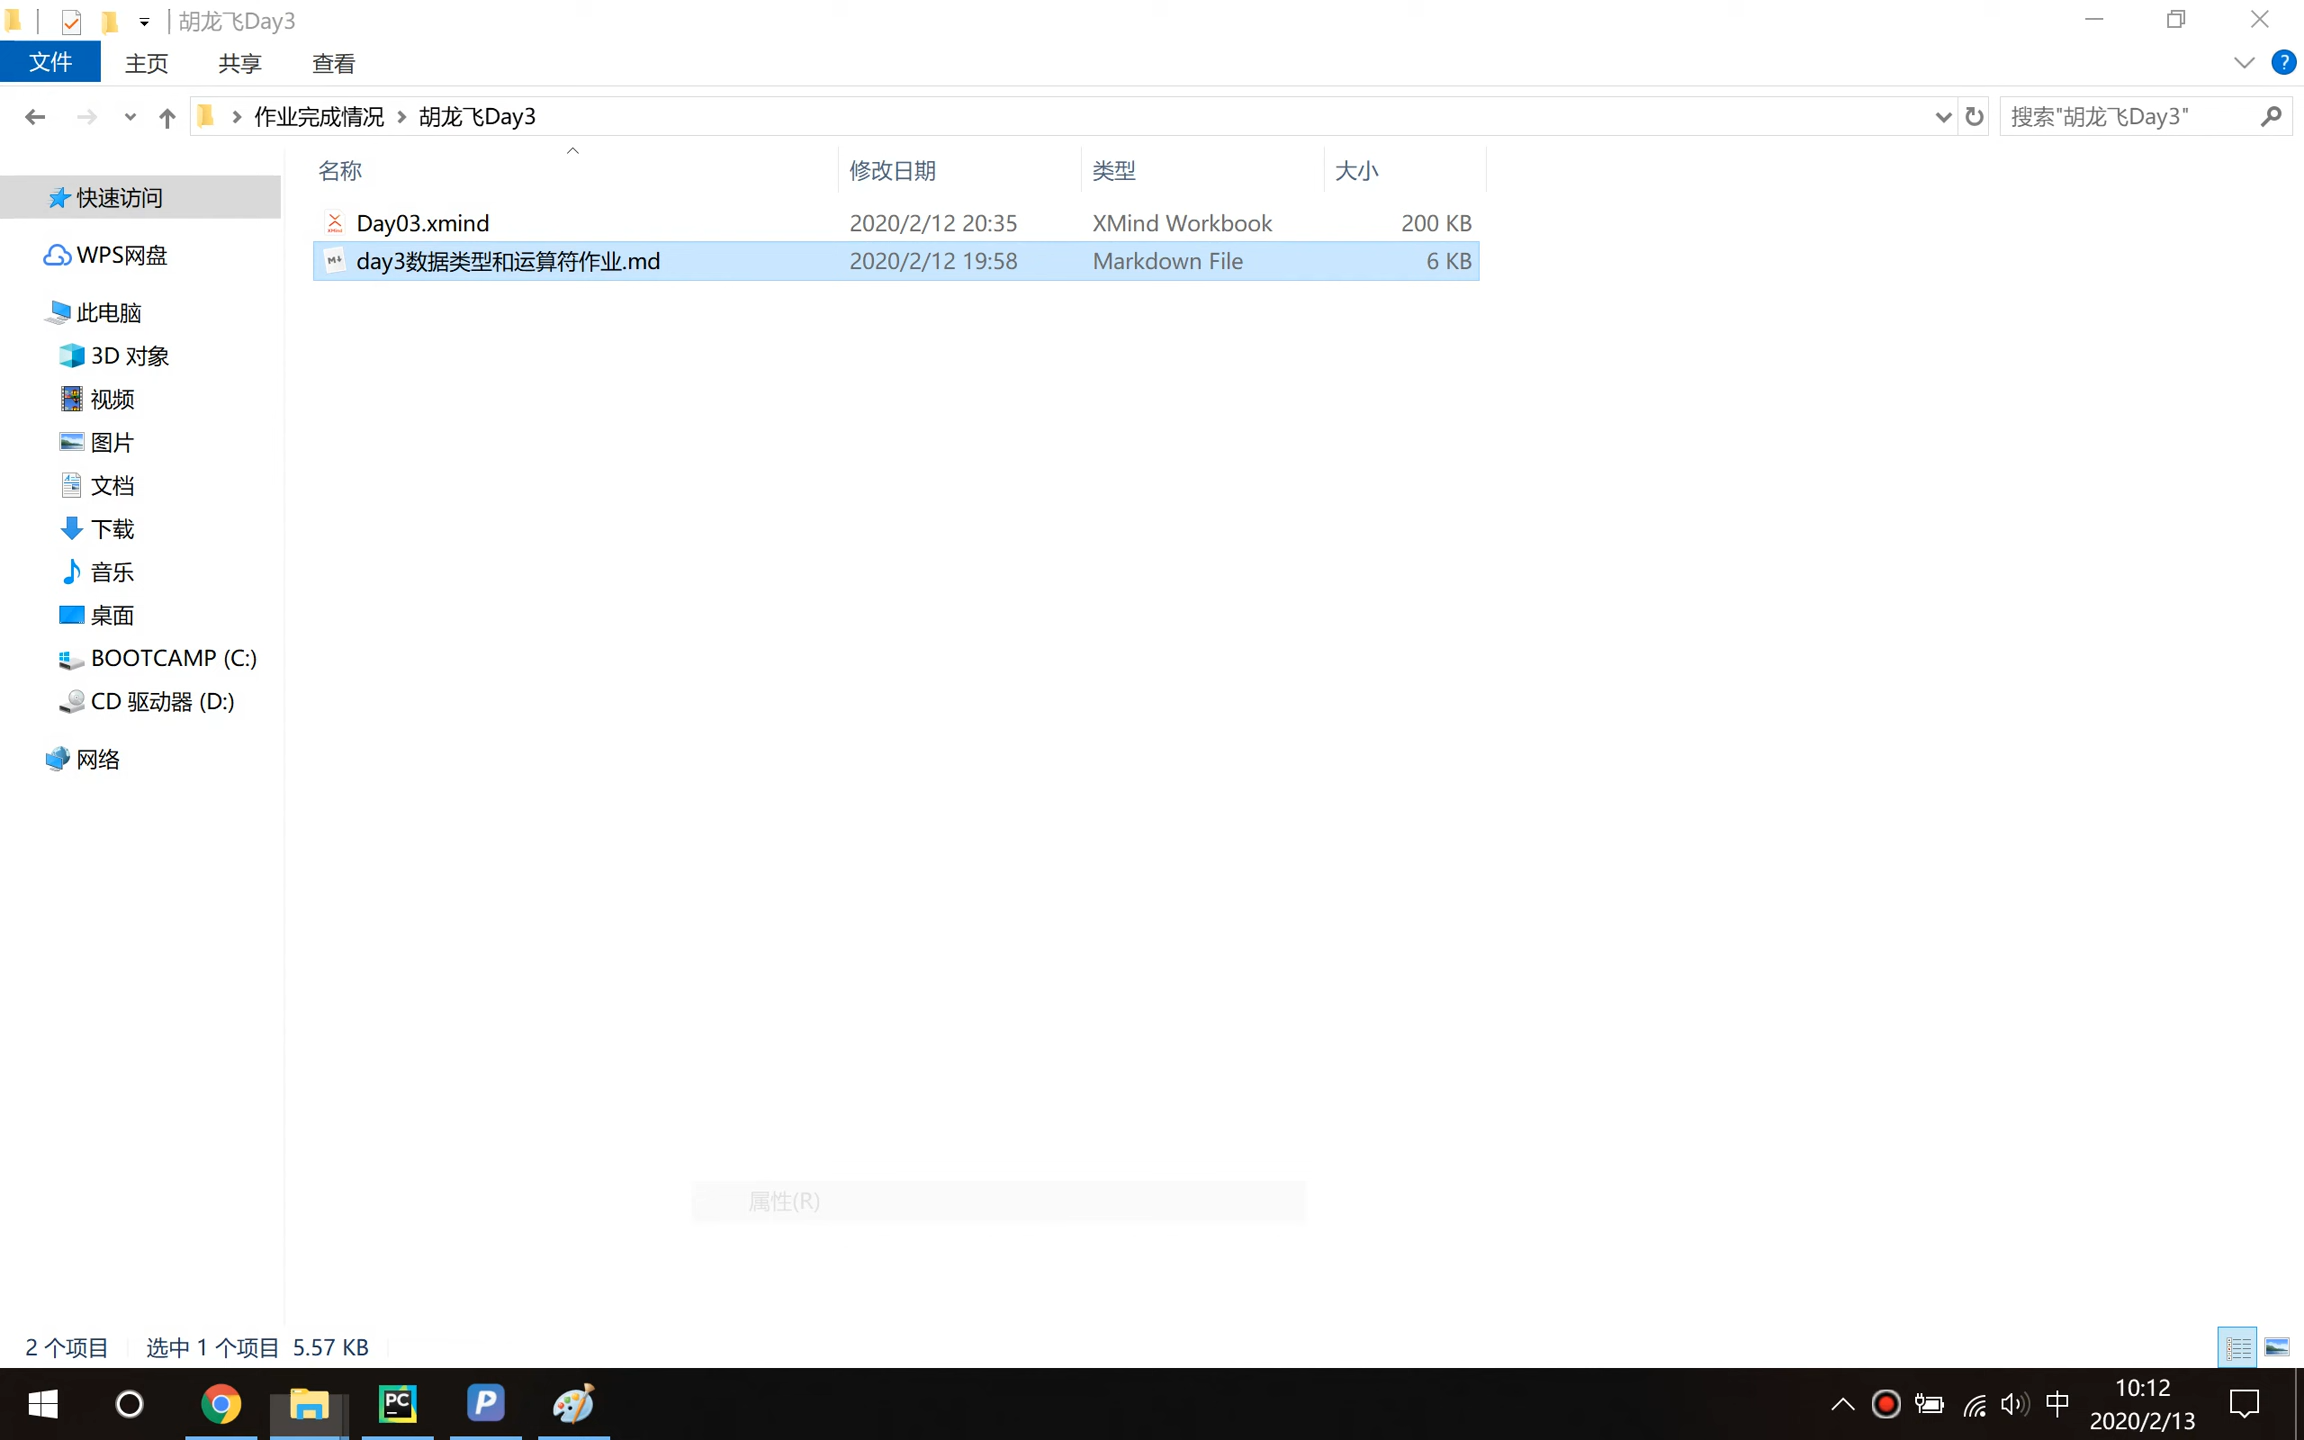 胡龙飞Day3
文件 主页 共享 查看
作业完成情况 胡龙飞Day3
搜索"胡龙飞Day3"
名称 修改日期 类型 大小
快速访问
WPS网盘
此电脑
3D 对象
视频
图片
文档
下载
音乐
桌面
BOOTCAMP (C:)
CD 驱动器 (D:)
网络
Day03.xmind 2020/2/12 20:35 XMind Workbook 200 KB
day3数据类型和运算符作业.md 2020/2/12 19:58 Markdown File 6 KB
属性(R)
2 个项目 选中 1 个项目 5.57 KB
PC
P
中
10:12
2020/2/13